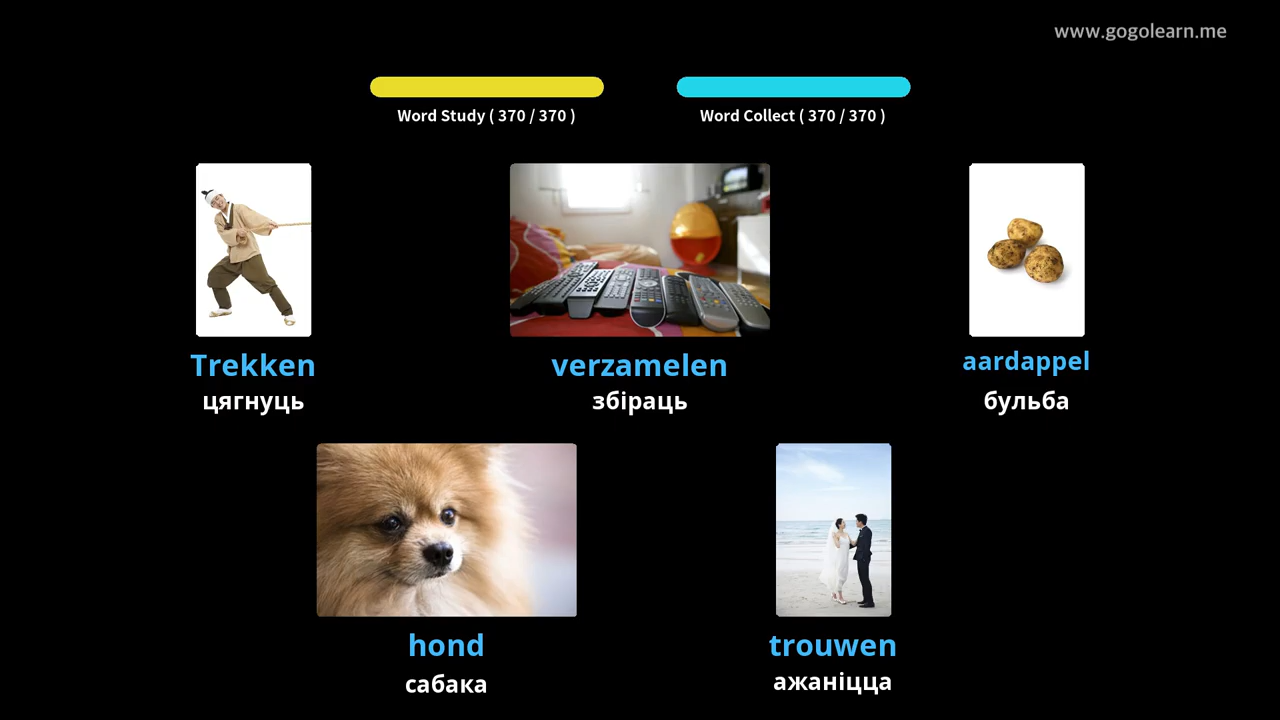 www.gogolearn.me
Word Study ( 370 / 370 )
Word Collect ( 370 / 370 )
Trekken
цягнуць
verzamelen
збіраць
aardappel
бульба
hond
сабака
trouwen
ажаніцца